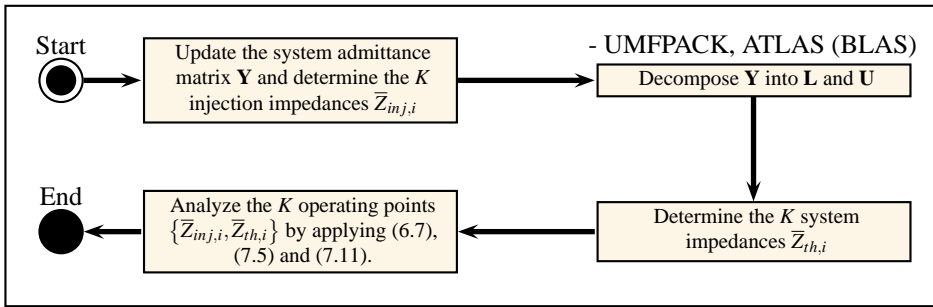 Start
Update the system admittance
matrix Y and determine the K
injection impedances Z̅inj,i
- UMFPACK, ATLAS (BLAS)
Decompose Y into L and U
Determine the K system
impedances Z̅th,i
Analyze the K operating points
{Z̅inj,i, Z̅th,i} by applying (6.7),
(7.5) and (7.11).
End